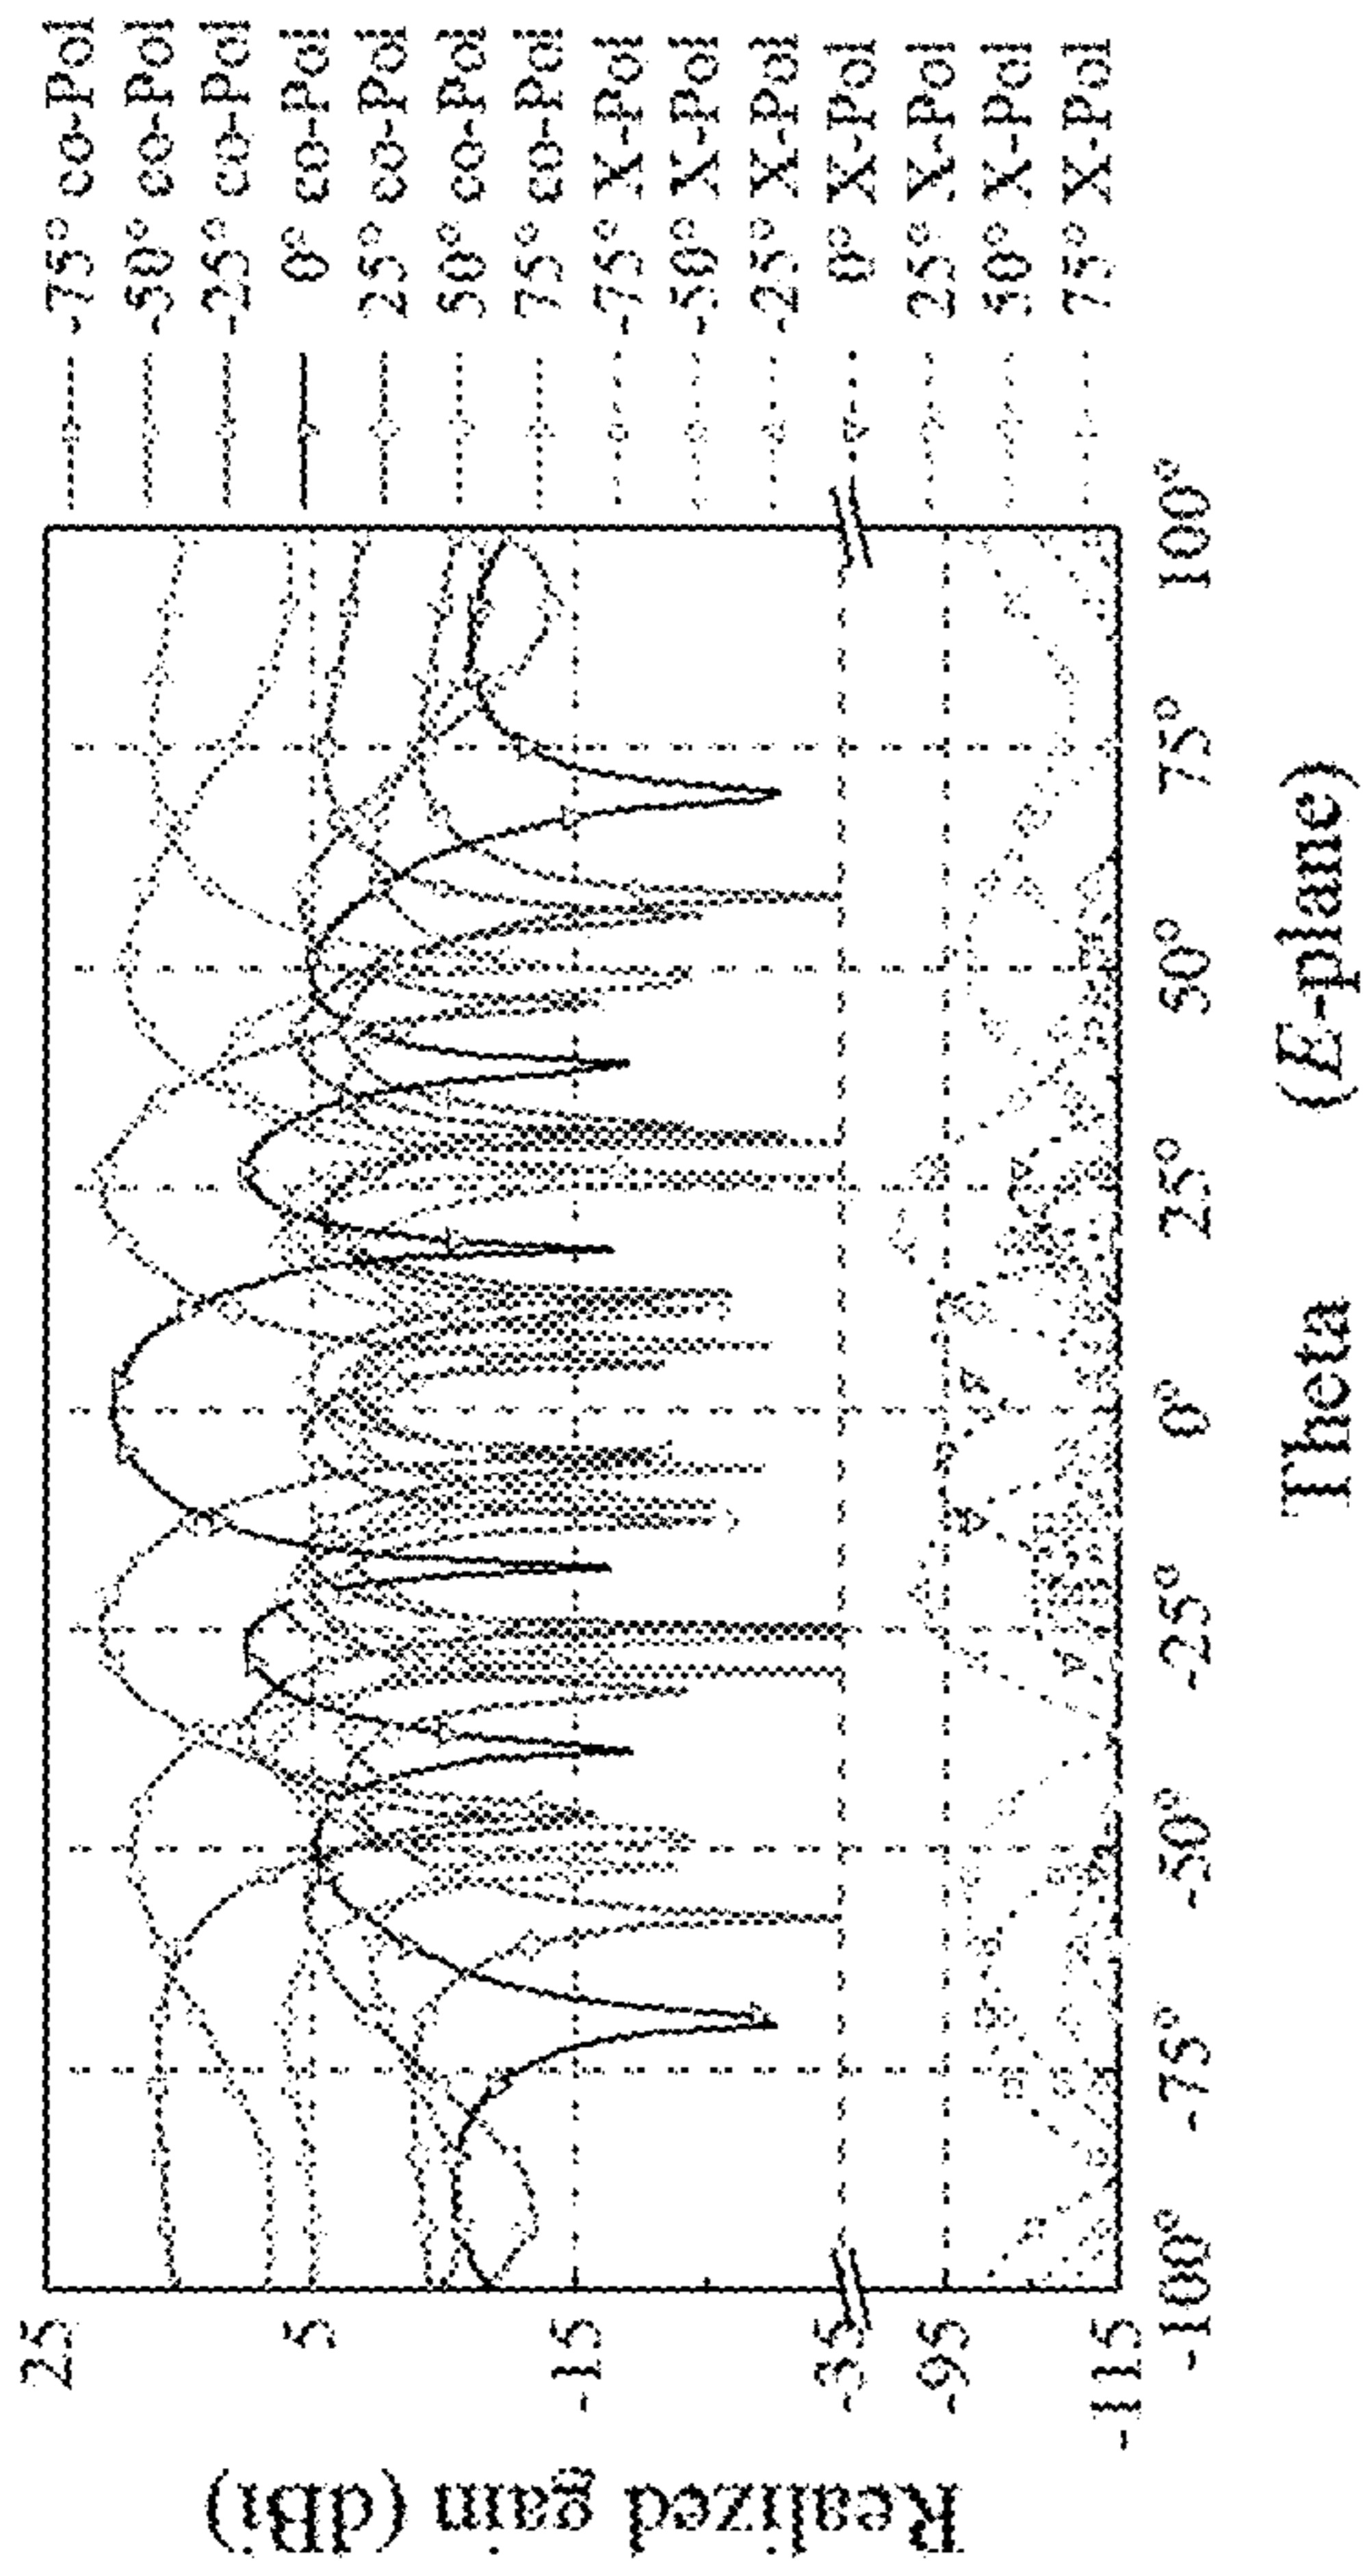 Realized gain (dBi)
25
5
-15
-35
-95
-115
-100°
-75°
-50°
-25°
0°
25°
50°
75°
100°
Theta (E-plane)
-75° co-Pol
-50° co-Pol
-25° co-Pol
0° co-Pol
25° co-Pol
50° co-Pol
75° co-Pol
-75° X-Pol
-50° X-Pol
-25° X-Pol
0° X-Pol
25° X-Pol
50° X-Pol
75° X-Pol